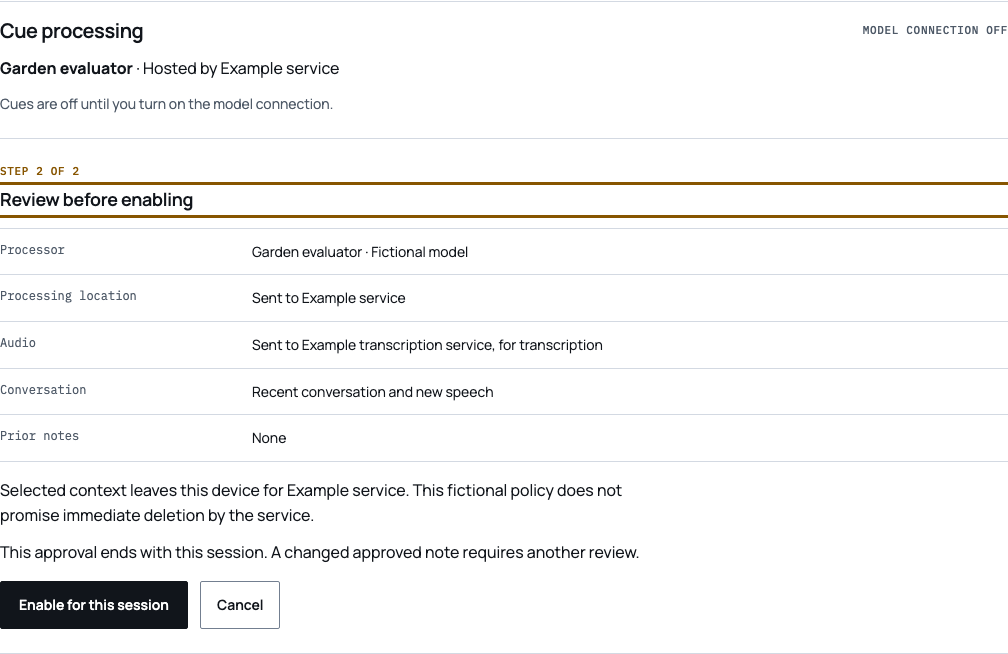 Cue processing
MODEL CONNECTION OFF
Garden evaluator · Hosted by Example service
Cues are off until you turn on the model connection.
STEP 2 OF 2
Review before enabling
Processor
Garden evaluator · Fictional model
Processing location
Sent to Example service
Audio
Sent to Example transcription service, for transcription
Conversation
Recent conversation and new speech
Prior notes
None
Selected context leaves this device for Example service. This fictional policy does not
promise immediate deletion by the service.
This approval ends with this session. A changed approved note requires another review.
Enable for this session
Cancel